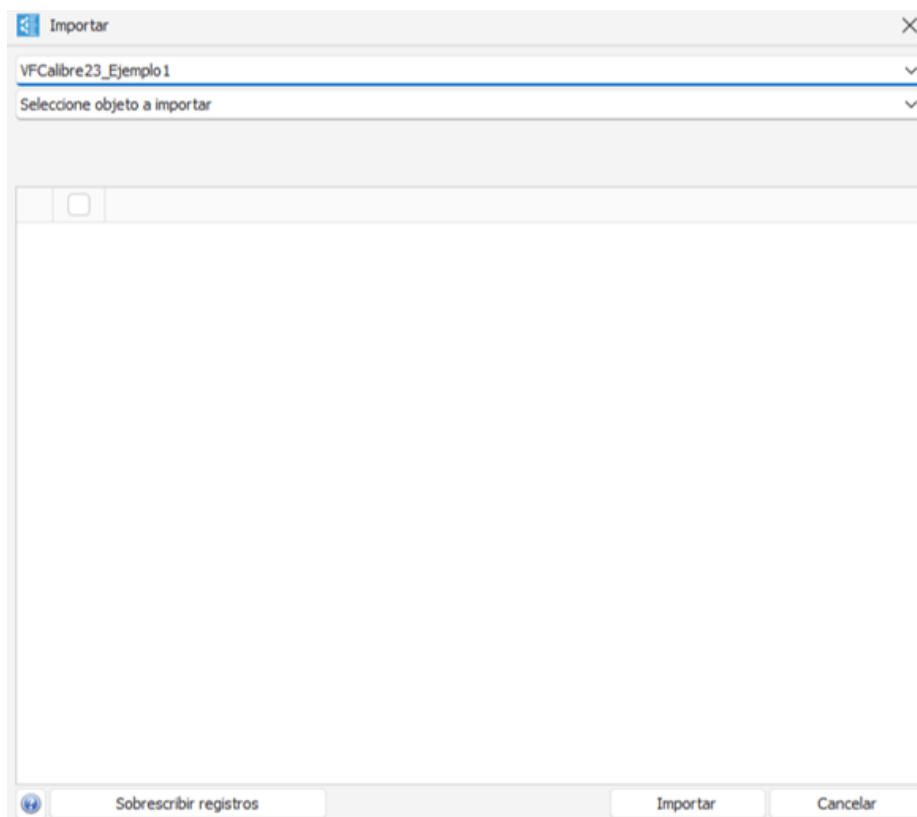 Importar
VFCalibre23_Ejemplo1
Seleccione objeto a importar
Sobrescribir registros Importar Cancelar